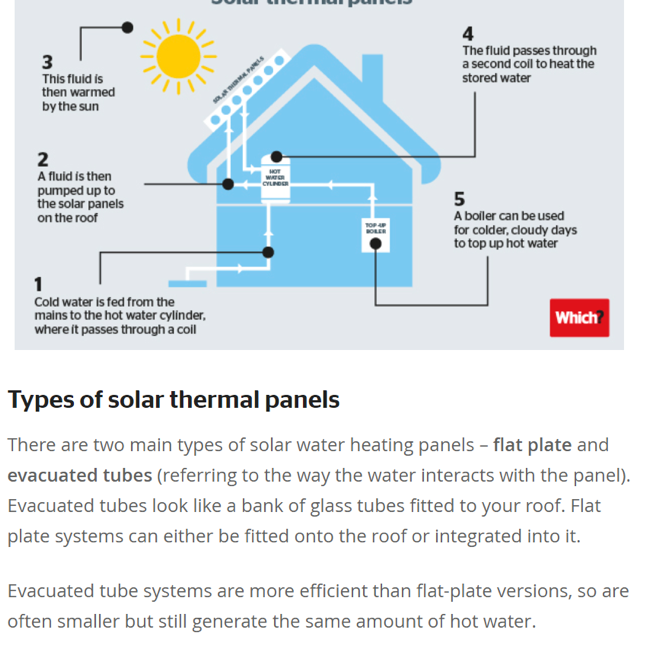 Solar thermal panels
3
This fluid is
then warmed
by the sun
SOLAR THERMAL PANELS
4
The fluid passes through
a second coil to heat the
stored water
2
A fluid is then
pumped up to
the solar panels
on the roof
HOT
WATER
CYLINDER
5
A boiler can be used
for colder, cloudy days
to top up hot water
TOP-UP
BOILER
1
Cold water is fed from the
mains to the hot water cylinder,
where it passes through a coil
Which?
Types of solar thermal panels
There are two main types of solar water heating panels – flat plate and
evacuated tubes (referring to the way the water interacts with the panel).
Evacuated tubes look like a bank of glass tubes fitted to your roof. Flat
plate systems can either be fitted onto the roof or integrated into it.
Evacuated tube systems are more efficient than flat-plate versions, so are
often smaller but still generate the same amount of hot water.